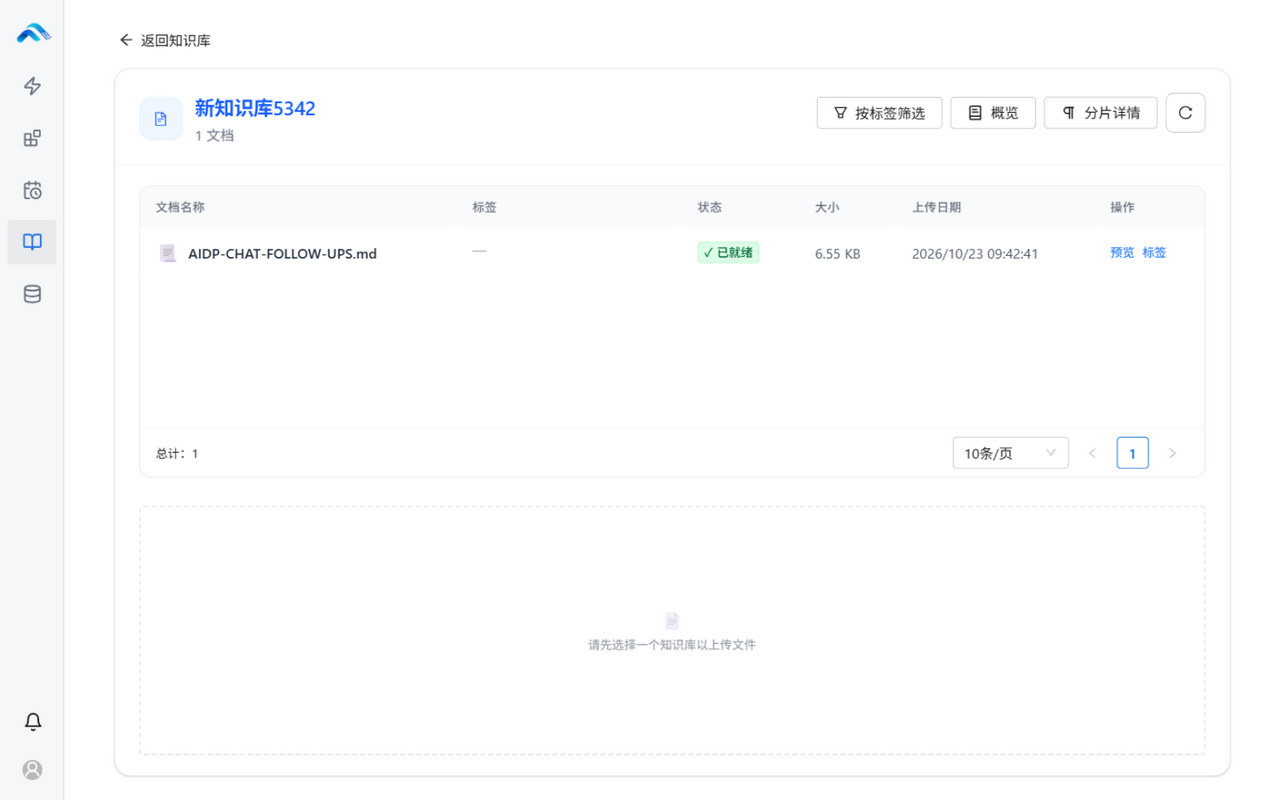 返回知识库
新知识库5342
1 文档
按标签筛选 概览 分片详情
文档名称 标签 状态 大小 上传日期 操作
AIDP-CHAT-FOLLOW-UPS.md — ✓ 已就绪 6.55 KB 2026/10/23 09:42:41 预览 标签
总计：1 10条/页 1
请先选择一个知识库以上传文件